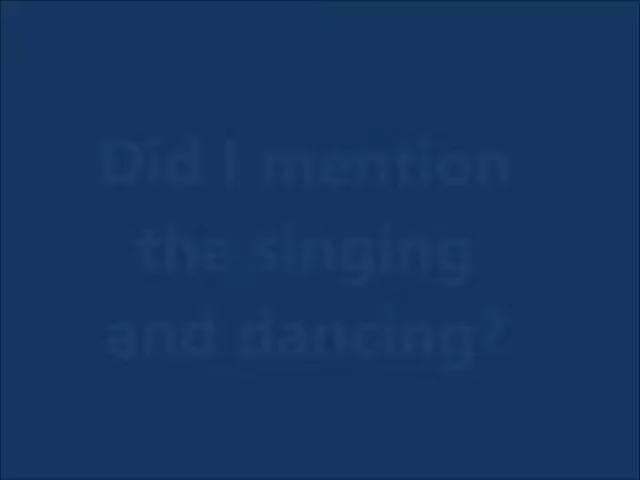 Did I mention
the singing
and dancing?